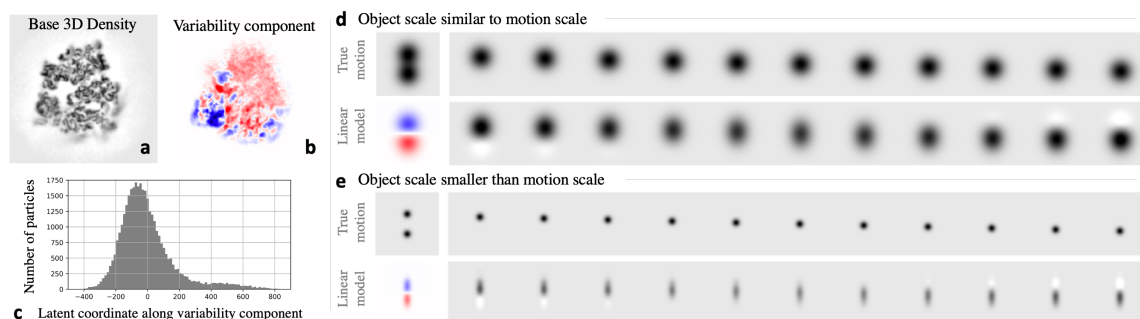 Base 3D Density
Variability component
a
b
Number of particles
1750
1500
1250
1000
750
500
250
0
−400
−200
0
200
400
600
800
c Latent coordinate along variability component
d Object scale similar to motion scale
True
motion
Linear
model
e Object scale smaller than motion scale
True
motion
Linear
model